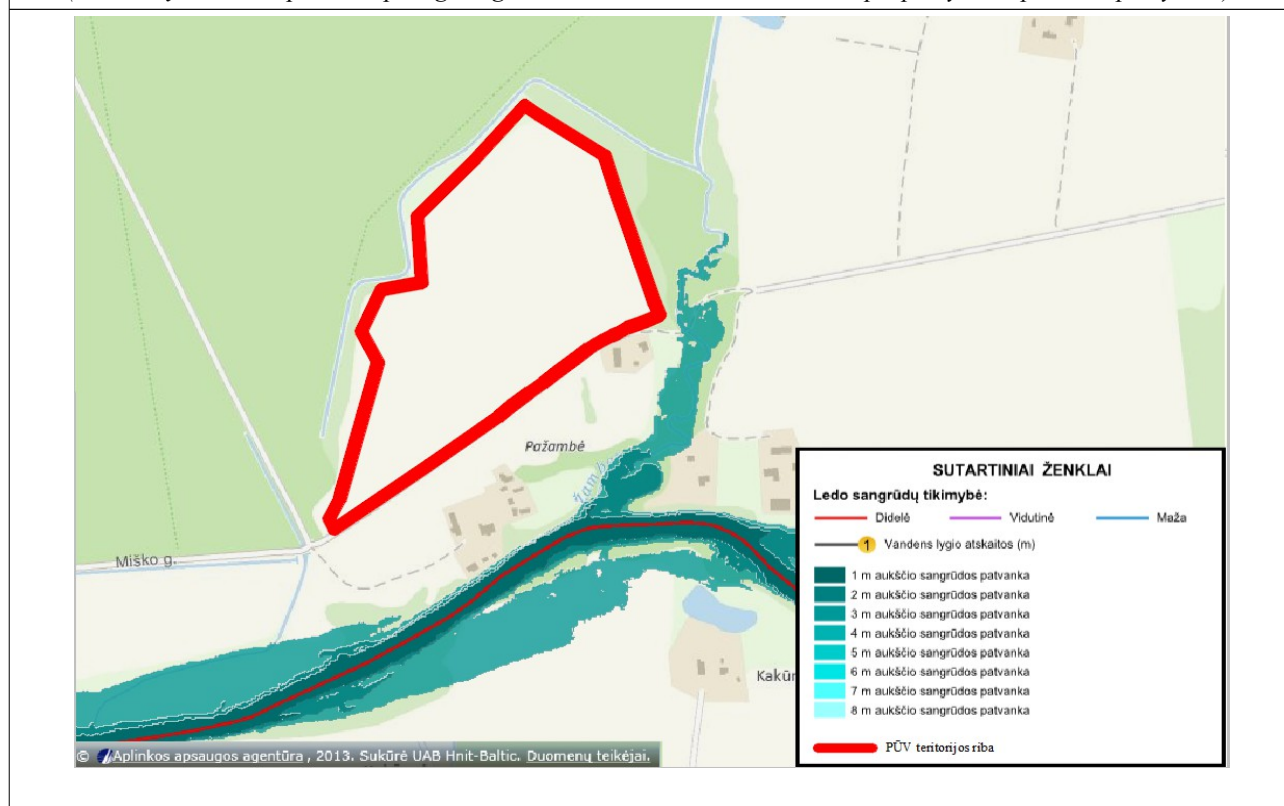 Pažambė
Miško g.
Kakūn
SUTARTINIAI ŽENKLAI
Ledo sangrūdų tikimybė:
Didelė Vidutinė Maža
1 Vandens lygio atskaitos (m)
1 m aukščio sangrūdos patvanka
2 m aukščio sangrūdos patvanka
3 m aukščio sangrūdos patvanka
4 m aukščio sangrūdos patvanka
5 m aukščio sangrūdos patvanka
6 m aukščio sangrūdos patvanka
7 m aukščio sangrūdos patvanka
8 m aukščio sangrūdos patvanka
PŪV teritorijos riba
© Aplinkos apsaugos agentūra , 2013. Sukūrė UAB Hnit-Baltic. Duomenų teikėjai.